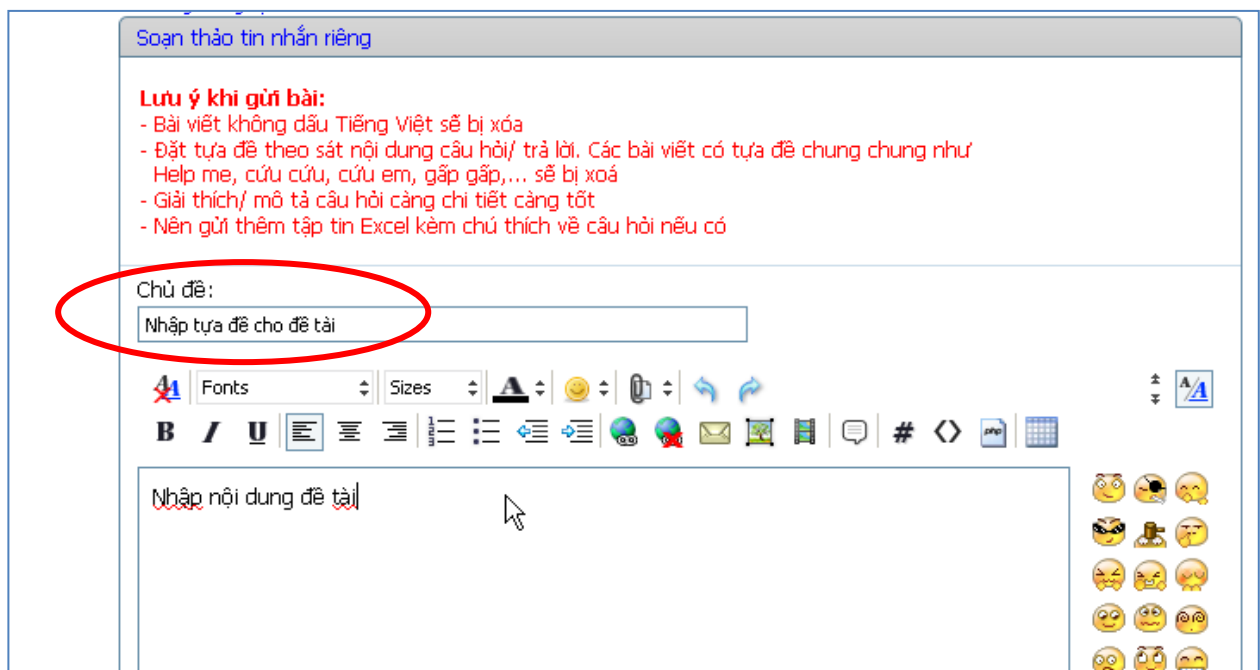 Soạn thảo tin nhắn riêng
Lưu ý khi gửi bài:
- Bài viết không dấu Tiếng Việt sẽ bị xóa
- Đặt tựa đề theo sát nội dung câu hỏi/ trả lời. Các bài viết có tựa đề chung chung như
Help me, cứu cứu, cứu em, gấp gấp,... sẽ bị xoá
- Giải thích/ mô tả câu hỏi càng chi tiết càng tốt
- Nên gửi thêm tập tin Excel kèm chú thích về câu hỏi nếu có
Chủ đề:
Nhập tựa đề cho đề tài
Fonts Sizes A A/A
B I U # <> php
Nhập nội dung đề tài